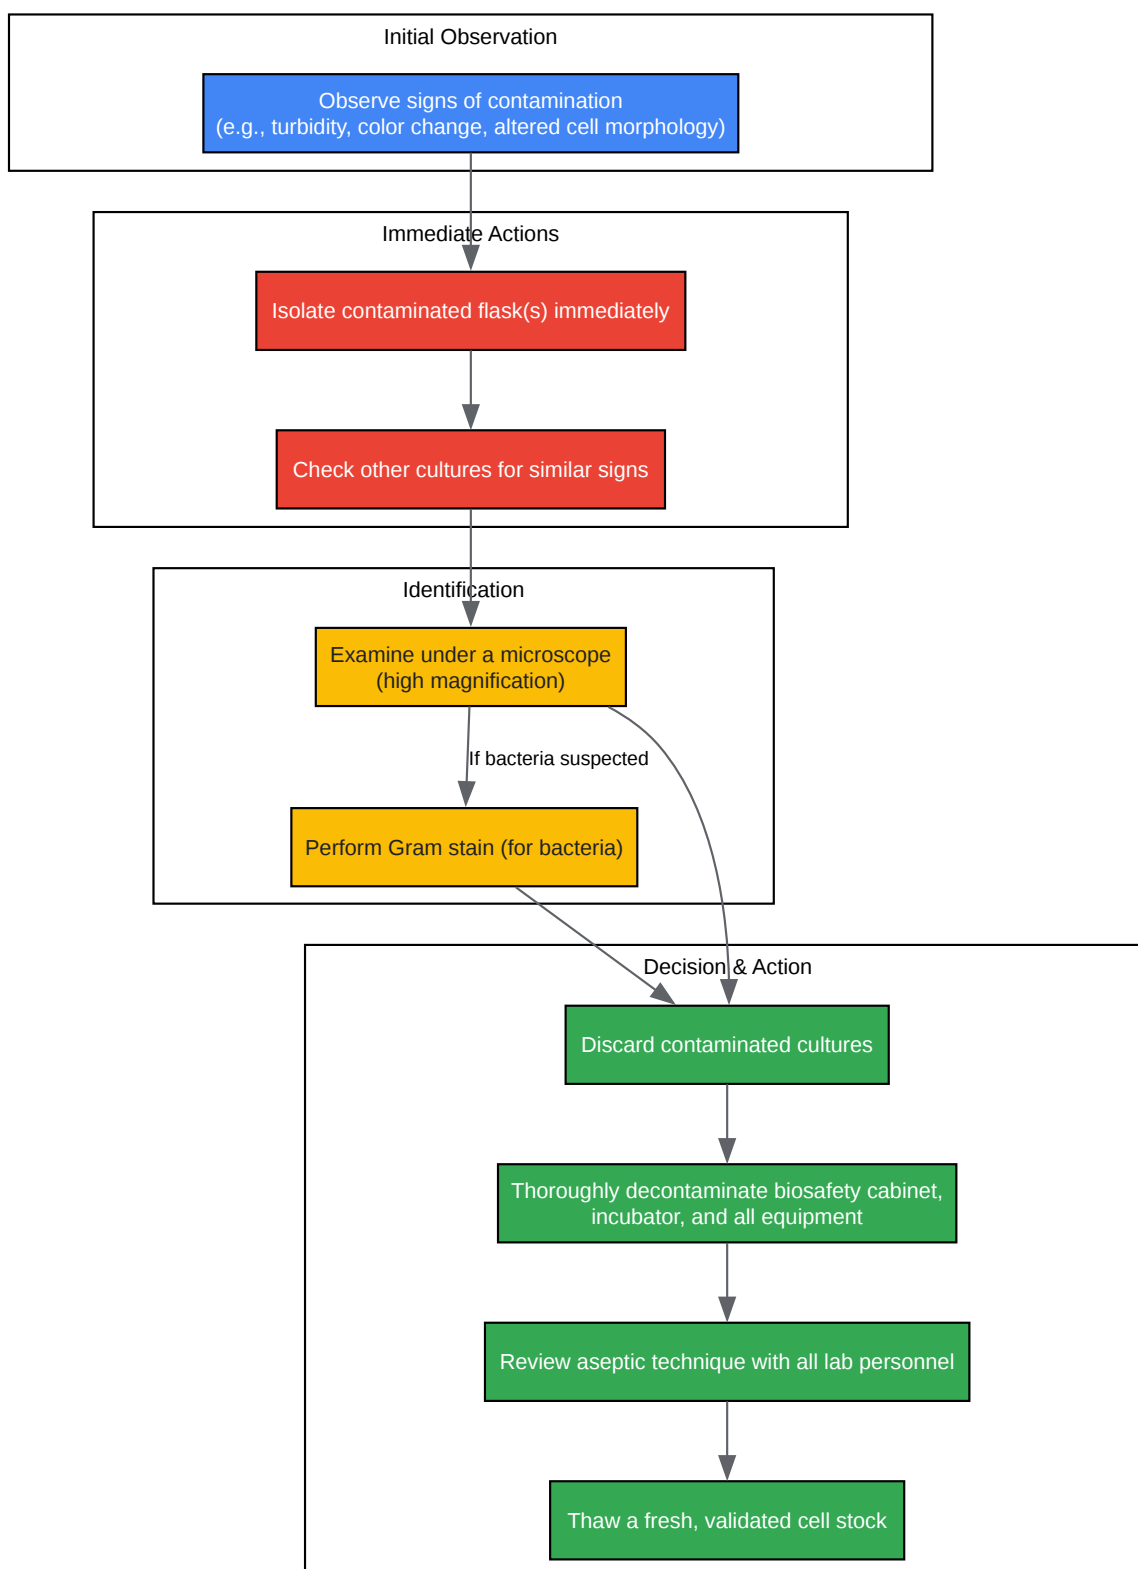 Initial Observation
Observe signs of contamination
(e.g., turbidity, color change, altered cell morphology)
Immediate Actions
Isolate contaminated flask(s) immediately
Check other cultures for similar signs
Identification
Examine under a microscope
(high magnification)
If bacteria suspected
Perform Gram stain (for bacteria)
Decision & Action
Discard contaminated cultures
Thoroughly decontaminate biosafety cabinet,
incubator, and all equipment
Review aseptic technique with all lab personnel
Thaw a fresh, validated cell stock